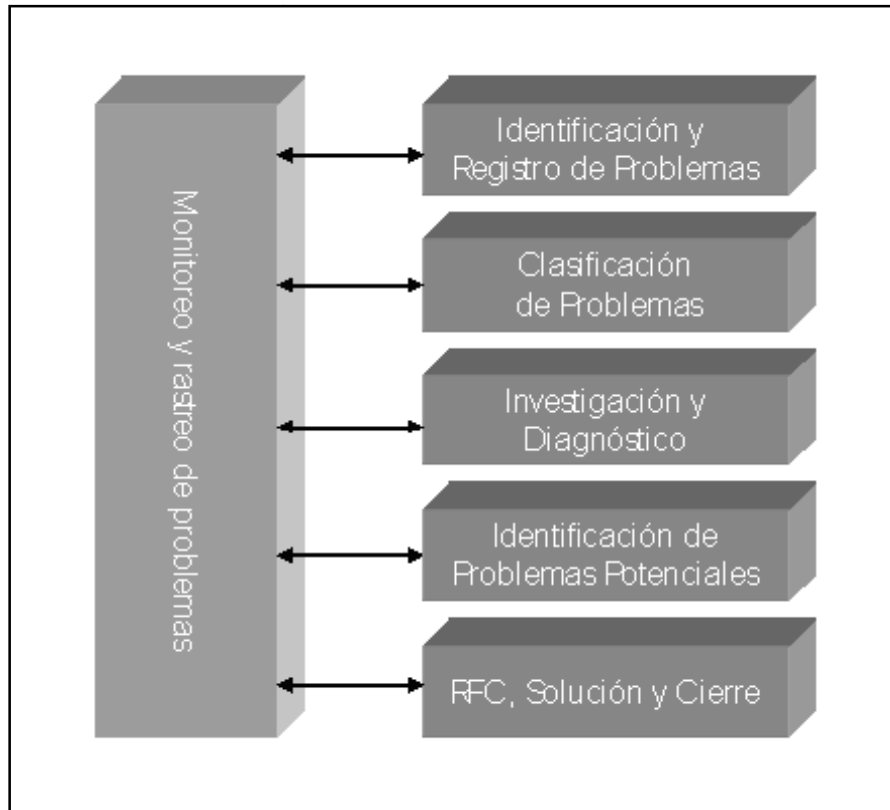 Monitoreo y rastreo de problemas
Identificación y
Registro de Problemas
Clasificación
de Problemas
Investigación y
Diagnóstico
Identificación de
Problemas Potenciales
RFC, Solución y Cierre